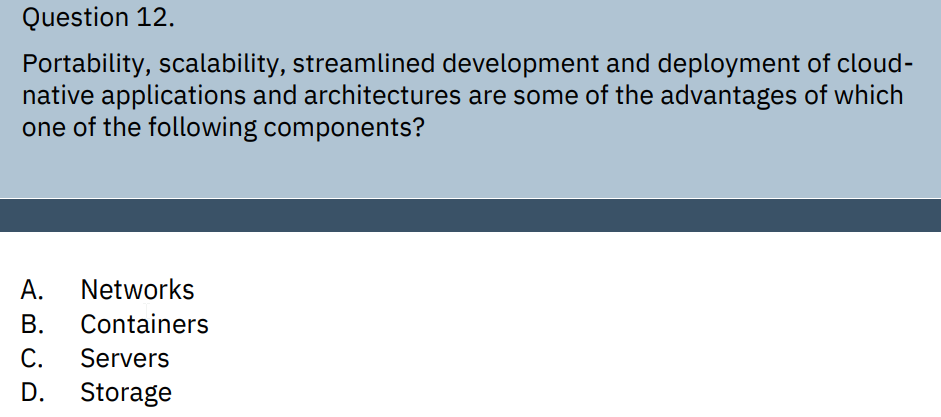 Question 12.
Portability, scalability, streamlined development and deployment of cloud-
native applications and architectures are some of the advantages of which
one of the following components?
A. Networks
B. Containers
C. Servers
D. Storage